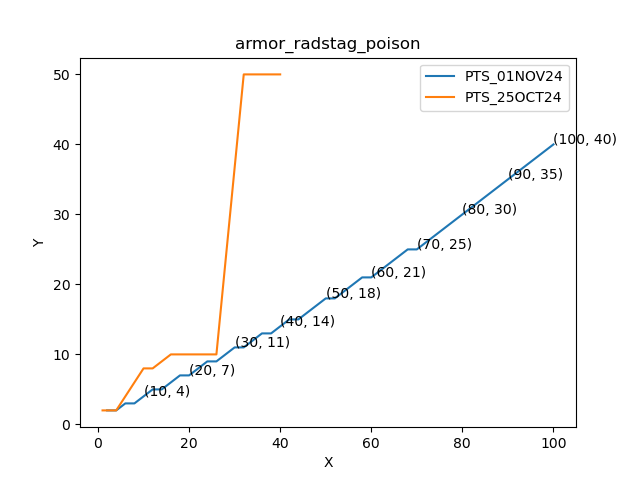 armor_radstag_poison
PTS_01NOV24
PTS_25OCT24
Y
50
40
30
20
10
0
(100, 40)
(90, 35)
(80, 30)
(70, 25)
(60, 21)
(50, 18)
(40, 14)
(30, 11)
(20, 7)
(10, 4)
0 20 40 60 80 100
X